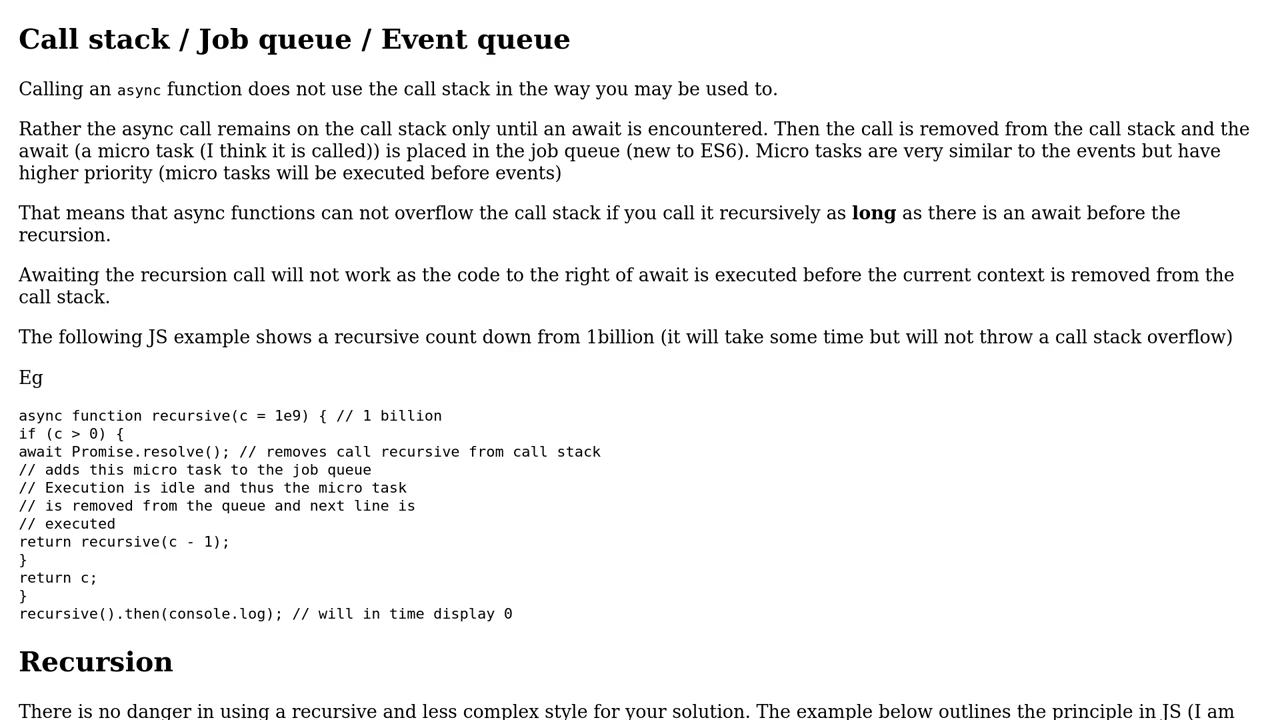 Call stack / Job queue / Event queue
Calling an async function does not use the call stack in the way you may be used to.
Rather the async call remains on the call stack only until an await is encountered. Then the call is removed from the call stack and the
await (a micro task (I think it is called)) is placed in the job queue (new to ES6). Micro tasks are very similar to the events but have
higher priority (micro tasks will be executed before events)
That means that async functions can not overflow the call stack if you call it recursively as long as there is an await before the
recursion.
Awaiting the recursion call will not work as the code to the right of await is executed before the current context is removed from the
call stack.
The following JS example shows a recursive count down from 1billion (it will take some time but will not throw a call stack overflow)
Eg
async function recursive(c = 1e9) { // 1 billion
if (c > 0) {
await Promise.resolve(); // removes call recursive from call stack
// adds this micro task to the job queue
// Execution is idle and thus the micro task
// is removed from the queue and next line is
// executed
return recursive(c - 1);
}
return c;
}
recursive().then(console.log); // will in time display 0
Recursion
There is no danger in using a recursive and less complex style for your solution. The example below outlines the principle in JS (I am